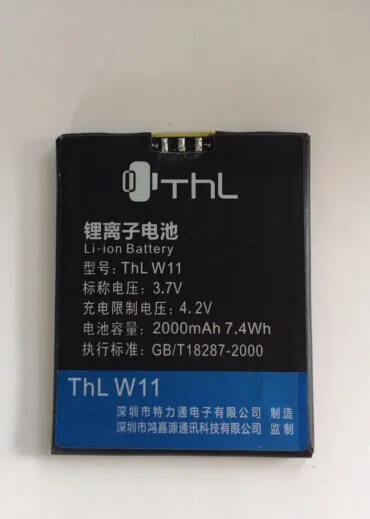 ThL
锂离子电池
Li-ion Battery
型号: ThL W11
标称电压: 3.7V
充电限制电压: 4.2V
电池容量: 2000mAh 7.4Wh
执行标准: GB/T18287-2000
ThL W11
深圳市特力通电子有限公司 制造
深圳市鸿嘉源通讯科技有限公司 监制